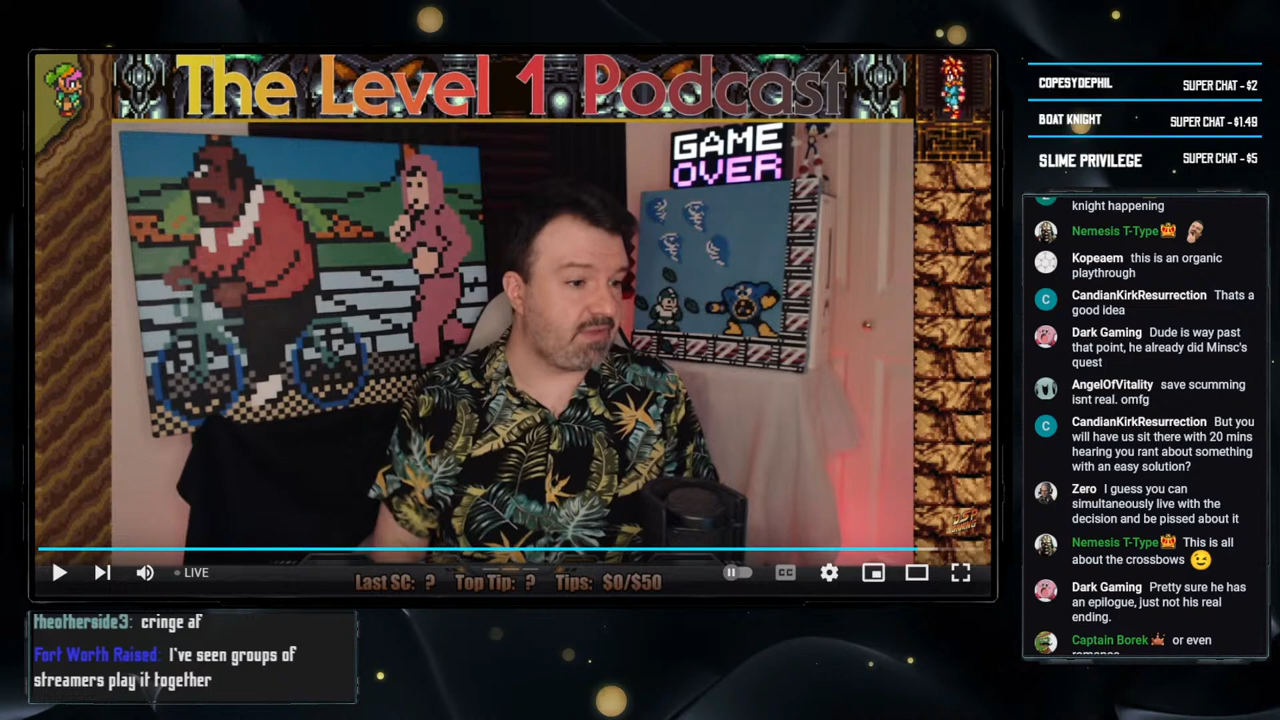 The Level 1 Podcast
GAME
OVER
DSP
GAMING
LIVE
CC
Last SC: ? Top Tip: ? Tips: $0/$50
theotherside3: cringe af
Fort Worth Raised: I've seen groups of
streamers play it together
COPESYDEPHIL SUPER CHAT - $2
BOAT KNIGHT SUPER CHAT - $1.49
SLIME PRIVILEGE SUPER CHAT - $5
knight happening
Nemesis T-Type
Kopeaem this is an organic
playthrough
C
CandianKirkResurrection Thats a
good idea
Dark Gaming Dude is way past
that point, he already did Minsc's
quest
AngelOfVitality save scumming
isnt real. omfg
C
CandianKirkResurrection But you
will have us sit there with 20 mins
hearing you rant about something
with an easy solution?
Zero I guess you can
simultaneously live with the
decision and be pissed about it
Nemesis T-Type This is all
about the crossbows
Dark Gaming Pretty sure he has
an epilogue, just not his real
ending.
Captain Borek or even